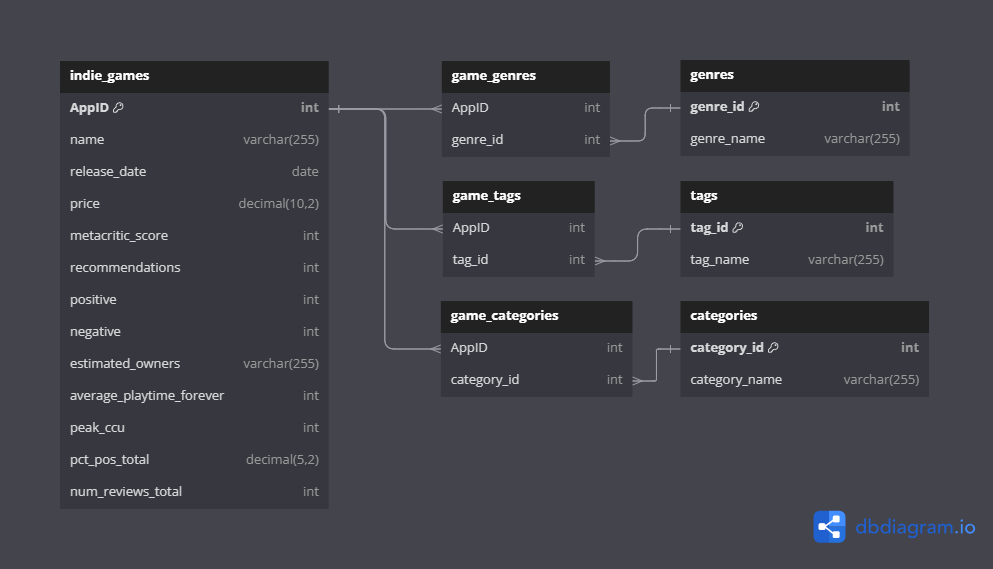 indie_games
AppID int
name varchar(255)
release_date date
price decimal(10,2)
metacritic_score int
recommendations int
positive int
negative int
estimated_owners varchar(255)
average_playtime_forever int
peak_ccu int
pct_pos_total decimal(5,2)
num_reviews_total int
game_genres
AppID int
genre_id int
genres
genre_id int
genre_name varchar(255)
game_tags
AppID int
tag_id int
tags
tag_id int
tag_name varchar(255)
game_categories
AppID int
category_id int
categories
category_id int
category_name varchar(255)
dbdiagram.io